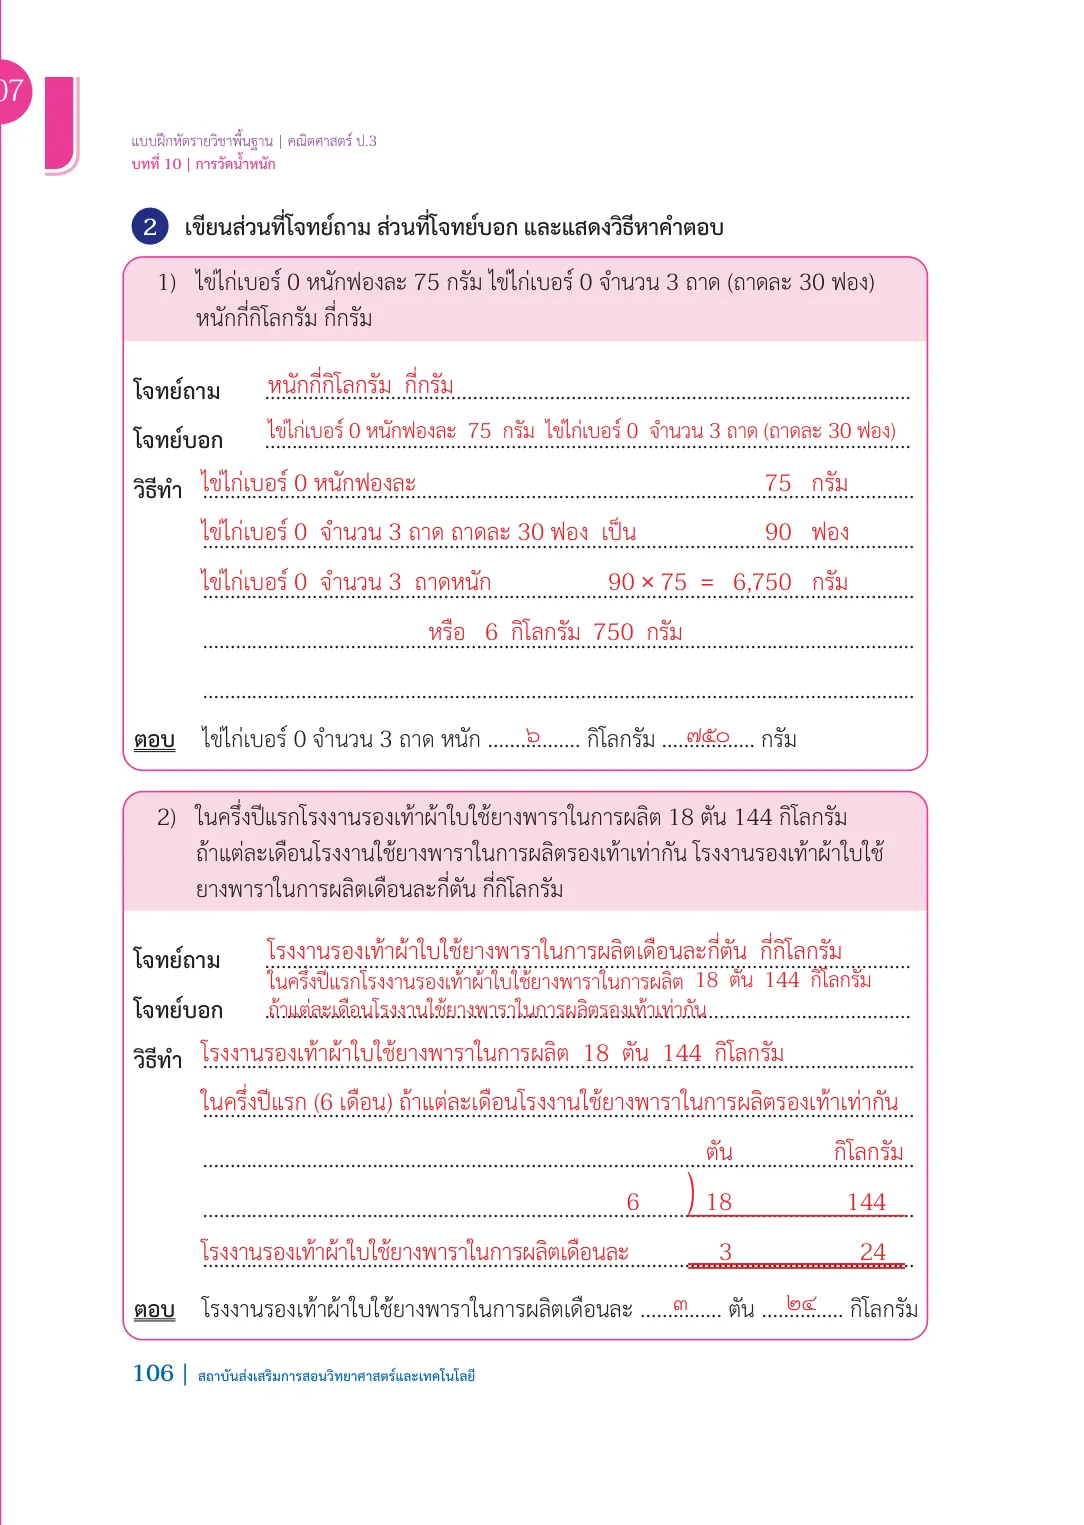 07
แบบฝึกหัดรายวิชาพื้นฐาน | คณิตศาสตร์ ป.3
บทที่ 10 | การวัดน้ำหนัก
2 เขียนส่วนที่โจทย์ถาม ส่วนที่โจทย์บอก และแสดงวิธีหาคำตอบ
1) ไข่ไก่เบอร์ 0 หนักฟองละ 75 กรัม ไข่ไก่เบอร์ 0 จำนวน 3 ถาด (ถาดละ 30 ฟอง)
หนักกี่กิโลกรัม กี่กรัม
โจทย์ถาม หนักกี่กิโลกรัม กี่กรัม
โจทย์บอก ไข่ไก่เบอร์ 0 หนักฟองละ 75 กรัม ไข่ไก่เบอร์ 0 จำนวน 3 ถาด (ถาดละ 30 ฟอง)
วิธีทำ ไข่ไก่เบอร์ 0 หนักฟองละ 75 กรัม
ไข่ไก่เบอร์ 0 จำนวน 3 ถาด ถาดละ 30 ฟอง เป็น 90 ฟอง
ไข่ไก่เบอร์ 0 จำนวน 3 ถาดหนัก 90 × 75 = 6,750 กรัม
หรือ 6 กิโลกรัม 750 กรัม
ตอบ ไข่ไก่เบอร์ 0 จำนวน 3 ถาด หนัก ....๖.... กิโลกรัม ....๗๕๐.... กรัม
2) ในครึ่งปีแรกโรงงานรองเท้าผ้าใบใช้ยางพาราในการผลิต 18 ตัน 144 กิโลกรัม
ถ้าแต่ละเดือนโรงงานใช้ยางพาราในการผลิตรองเท้าเท่ากัน โรงงานรองเท้าผ้าใบใช้
ยางพาราในการผลิตเดือนละกี่ตัน กี่กิโลกรัม
โจทย์ถาม โรงงานรองเท้าผ้าใบใช้ยางพาราในการผลิตเดือนละกี่ตัน กี่กิโลกรัม
ในครึ่งปีแรกโรงงานรองเท้าผ้าใบใช้ยางพาราในการผลิต 18 ตัน 144 กิโลกรัม
โจทย์บอก ถ้าแต่ละเดือนโรงงานใช้ยางพาราในการผลิตรองเท้าเท่ากัน
วิธีทำ โรงงานรองเท้าผ้าใบใช้ยางพาราในการผลิต 18 ตัน 144 กิโลกรัม
ในครึ่งปีแรก (6 เดือน) ถ้าแต่ละเดือนโรงงานใช้ยางพาราในการผลิตรองเท้าเท่ากัน
ตัน กิโลกรัม
6 ) 18 144
โรงงานรองเท้าผ้าใบใช้ยางพาราในการผลิตเดือนละ 3 24
ตอบ โรงงานรองเท้าผ้าใบใช้ยางพาราในการผลิตเดือนละ ....๓.... ตัน ....๒๔.... กิโลกรัม
106 | สถาบันส่งเสริมการสอนวิทยาศาสตร์และเทคโนโลยี